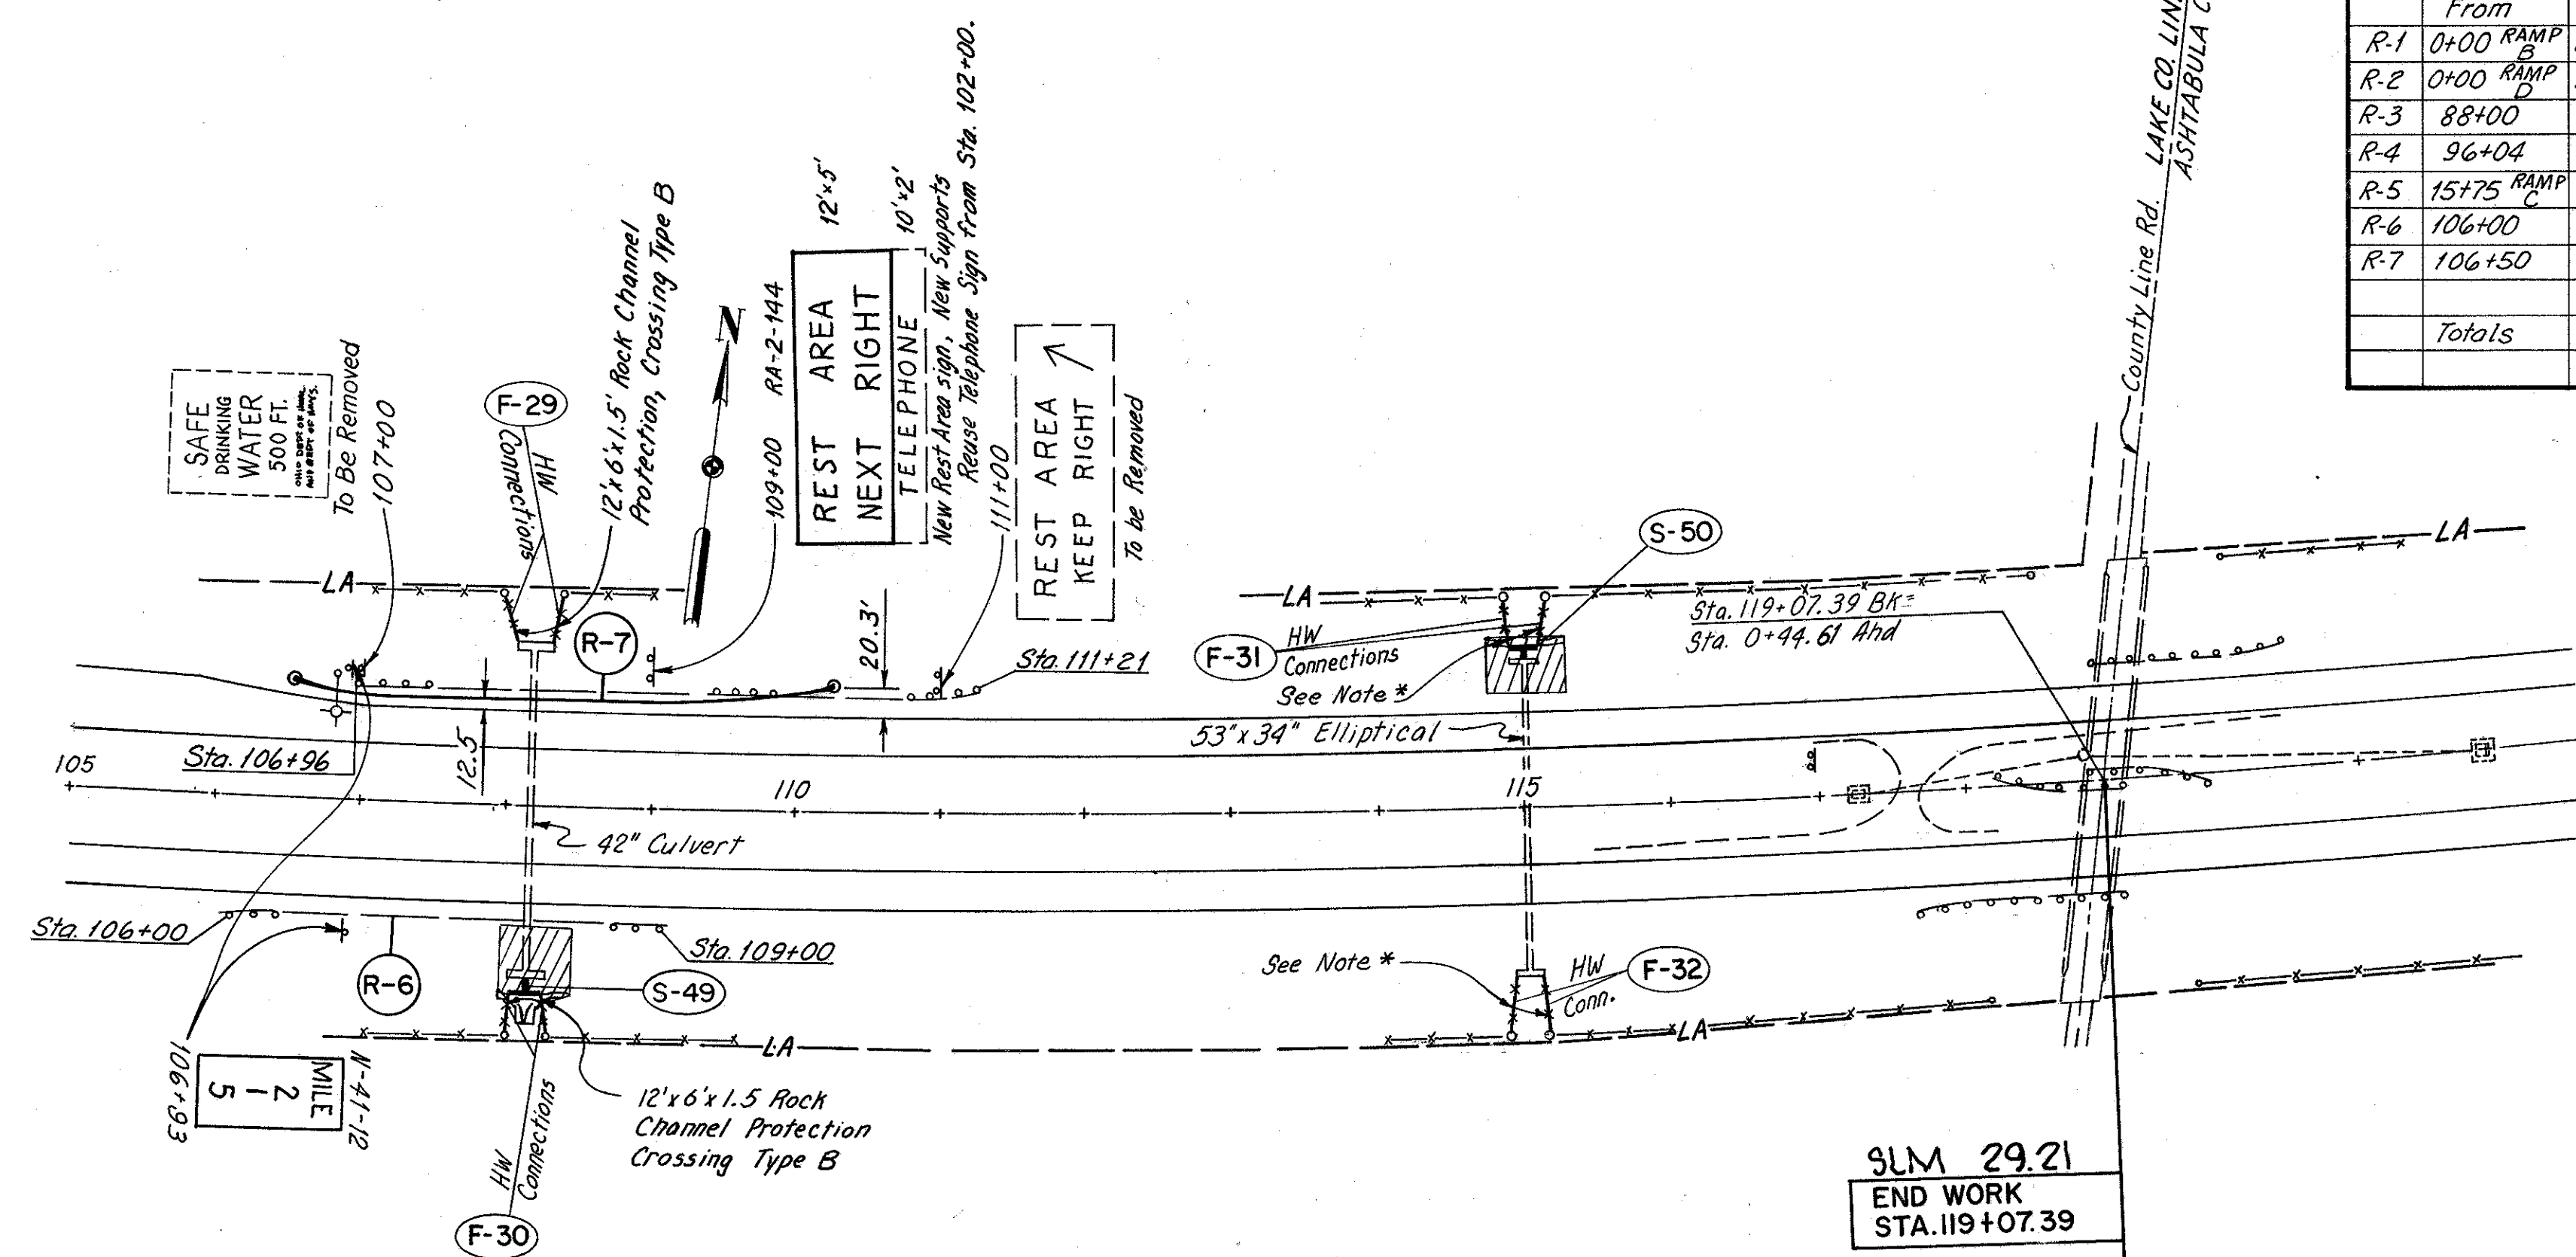 From
R-1 0+00 RAMP B
R-2 0+00 RAMP D
R-3 88+00
R-4 96+04
R-5 15+75 RAMP C
R-6 106+00
R-7 106+50
Totals
LAKE CO. LINE
ASHTABULA C
County Line Rd.
SAFE
DRINKING
WATER
500 FT.
To Be Removed
107+00
F-29
HW
Connections
12'x6'x1.5' Rock Channel
Protection, Crossing Type B
N
109+00 RA-2-144
REST AREA
NEXT RIGHT
12'x5'
TELEPHONE
10'x2'
New Rest Area sign, New Supports
Reuse Telephone Sign from Sta. 102+00.
111+00
REST AREA
KEEP RIGHT
To be Removed
LA
R-7
20.3'
Sta. 111+21
12.5
Sta. 106+96
105
110
115
42" Culvert
LA
F-31
HW
Connections
See Note *
S-50
53"x34" Elliptical
Sta. 119+07.39 BK=
Sta. 0+44.61 Ahd
LA
Sta. 106+00
R-6
Sta. 109+00
S-49
LA
106+93
MILE
2
1
5
N-41-12
HW
Connections
F-30
12'x6'x1.5 Rock
Channel Protection
Crossing Type B
See Note *
HW
Conn.
F-32
LA
SLM 29.21
END WORK
STA.119+07.39